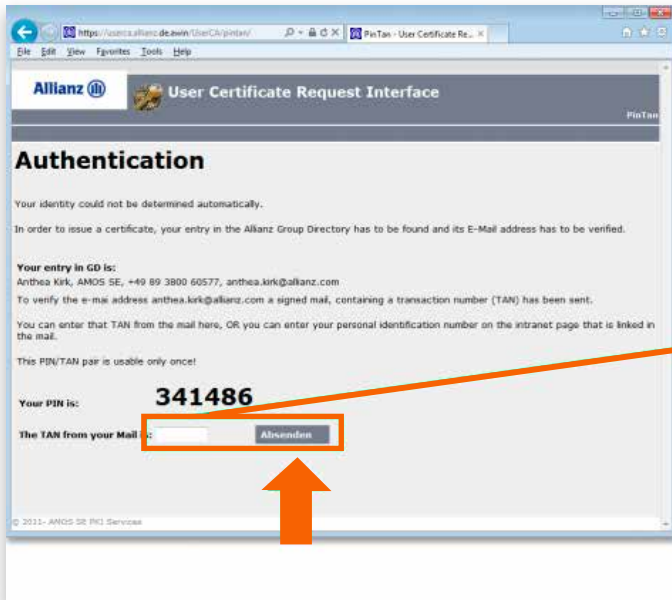 https://userca.allianz.de.awin/UserCA/pintan/
PinTan - User Certificate Re...
File Edit View Favorites Tools Help
Allianz
User Certificate Request Interface
PinTan
Authentication
Your identity could not be determined automatically.
In order to issue a certificate, your entry in the Allianz Group Directory has to be found and its E-Mail address has to be verified.
Your entry in GD is:
Anthea Kirk, AMOS SE, +49 89 3800 60577, anthea.kirk@allianz.com
To verify the e-mai address anthea.kirk@allianz.com a signed mail, containing a transaction number (TAN) has been sent.
You can enter that TAN from the mail here, OR you can enter your personal identification number on the intranet page that is linked in
the mail.
This PIN/TAN pair is usable only once!
Your PIN is: 341486
The TAN from your Mail is: Absenden
© 2011- AMOS SE PKI Services